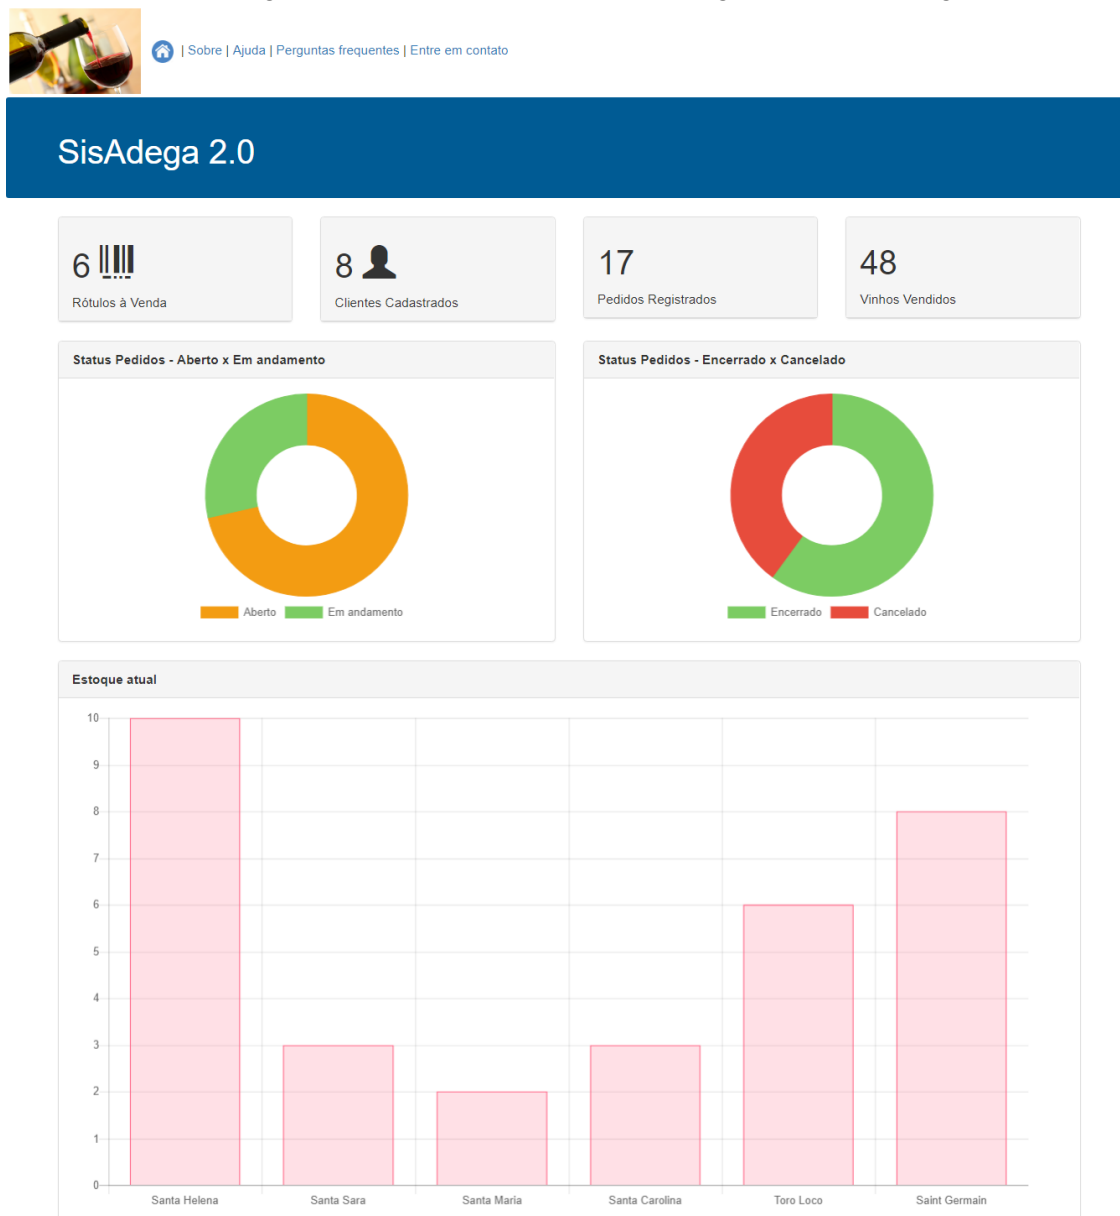 | Sobre | Ajuda | Perguntas frequentes | Entre em contato
SisAdega 2.0
6
Rótulos à Venda
8
Clientes Cadastrados
17
Pedidos Registrados
48
Vinhos Vendidos
Status Pedidos - Aberto x Em andamento
Aberto Em andamento
Status Pedidos - Encerrado x Cancelado
Encerrado Cancelado
Estoque atual
10
9
8
7
6
5
4
3
2
1
0
Santa Helena Santa Sara Santa Maria Santa Carolina Toro Loco Saint Germain